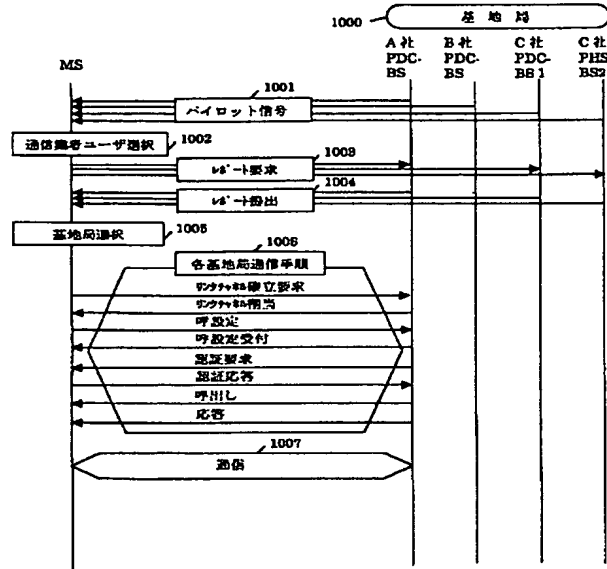 1000
基地局
MS
A社 PDC-BS
B社 PDC-BS
C社 PDC-BS1
C社 PHS BS2
1001
パイロット信号
通信業者ユーザ選択
1002
1003
レポート要求
1004
レポート提出
基地局選択
1005
1006
各基地局通信手順
リンクチャネル確立要求
リンクチャネル割当
呼設定
呼設定受付
認証要求
認証応答
呼出し
応答
1007
通信